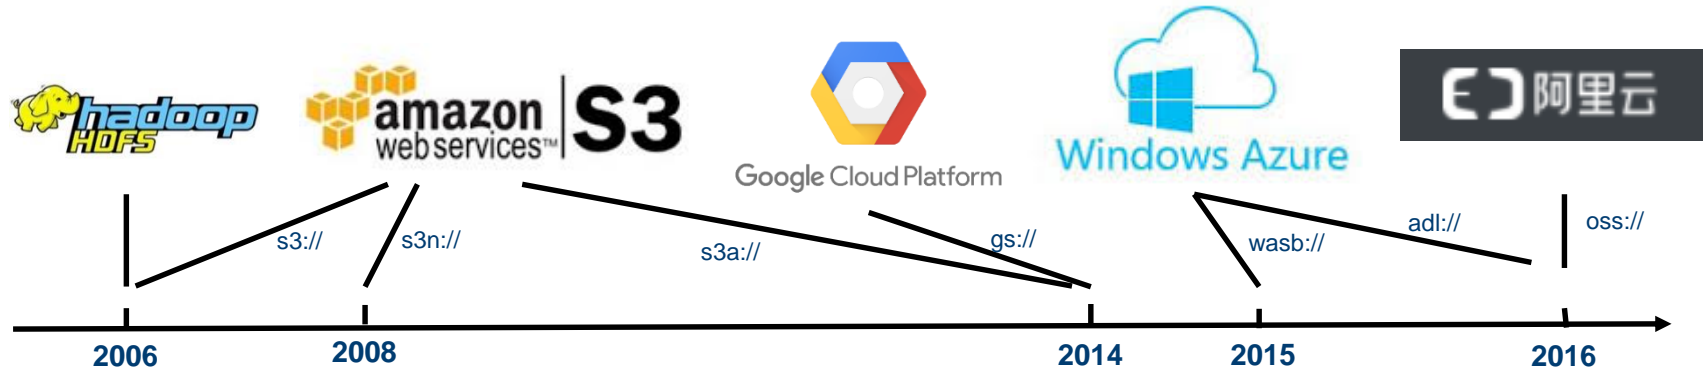 hadoop
HDFS
amazon
web services™
S3
Google Cloud Platform
Windows Azure
阿里云
s3://
s3n://
s3a://
gs://
wasb://
adl://
oss://
2006
2008
2014
2015
2016